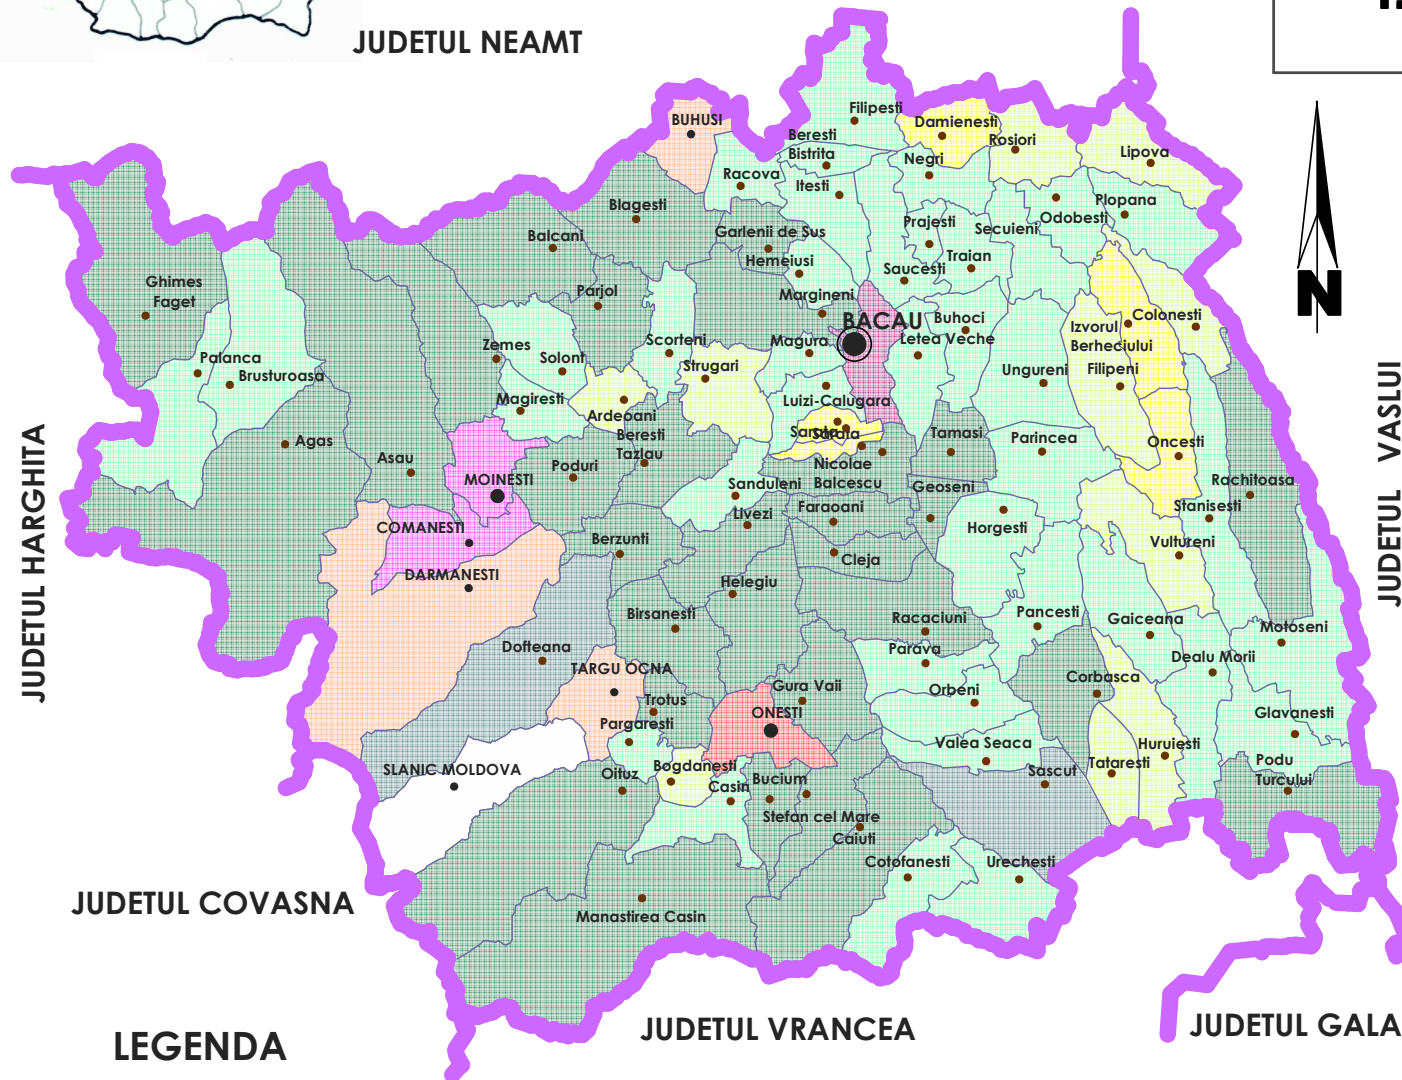 JUDETUL NEAMT
BUHUSI
Filipesti
Damienesti
Beresti
Bistrita
Rosiori
Lipova
Negri
Racova
Itesti
Plopana
Blagesti
Odobesti
Prajesti
Secuieni
Garlenii de Sus
Balcani
Hemeiusi
Traian
Saucesti
Ghimes
Faget
Parjol
Margineni
BACAU
Buhoci
Colonesti
Izvorul
Berheciului
Letea Veche
Magura
Scorteni
Zemes
Solont
Palanca
Brusturoasa
Strugari
Ungureni
Filipeni
Magiresti
Luizi-Calugara
Ardeoani
Beresti
Tazlau
Sarata
Tamasi
Parincea
Oncesti
Agas
Asau
Poduri
Nicolae
Balcescu
MOINESTI
Sanduleni
Geoseni
Rachitoasa
Stanisesti
Livezi
Faraoani
Horgesti
COMANESTI
Berzunti
Cleja
Vultureni
DARMANESTI
Helegiu
Birsanesti
Racaciuni
Pancesti
Gaiceana
Motoseni
Dofteana
Parava
Dealu Morii
TARGU OCNA
Corbasca
Gura Vaii
Orbeni
Trotus
ONESTI
Glavanesti
Pargaresti
Valea Seaca
Huruiesti
SLANIC MOLDOVA
Bogdanesti
Oituz
Casin
Bucium
Sascut
Tataresti
Podu
Turcului
Stefan cel Mare
Caiuti
Cotofanesti
Urechesti
Manastirea Casin
N
JUDETUL HARGHITA
JUDETUL VASLUI
JUDETUL COVASNA
JUDETUL VRANCEA
JUDETUL GALA
LEGENDA